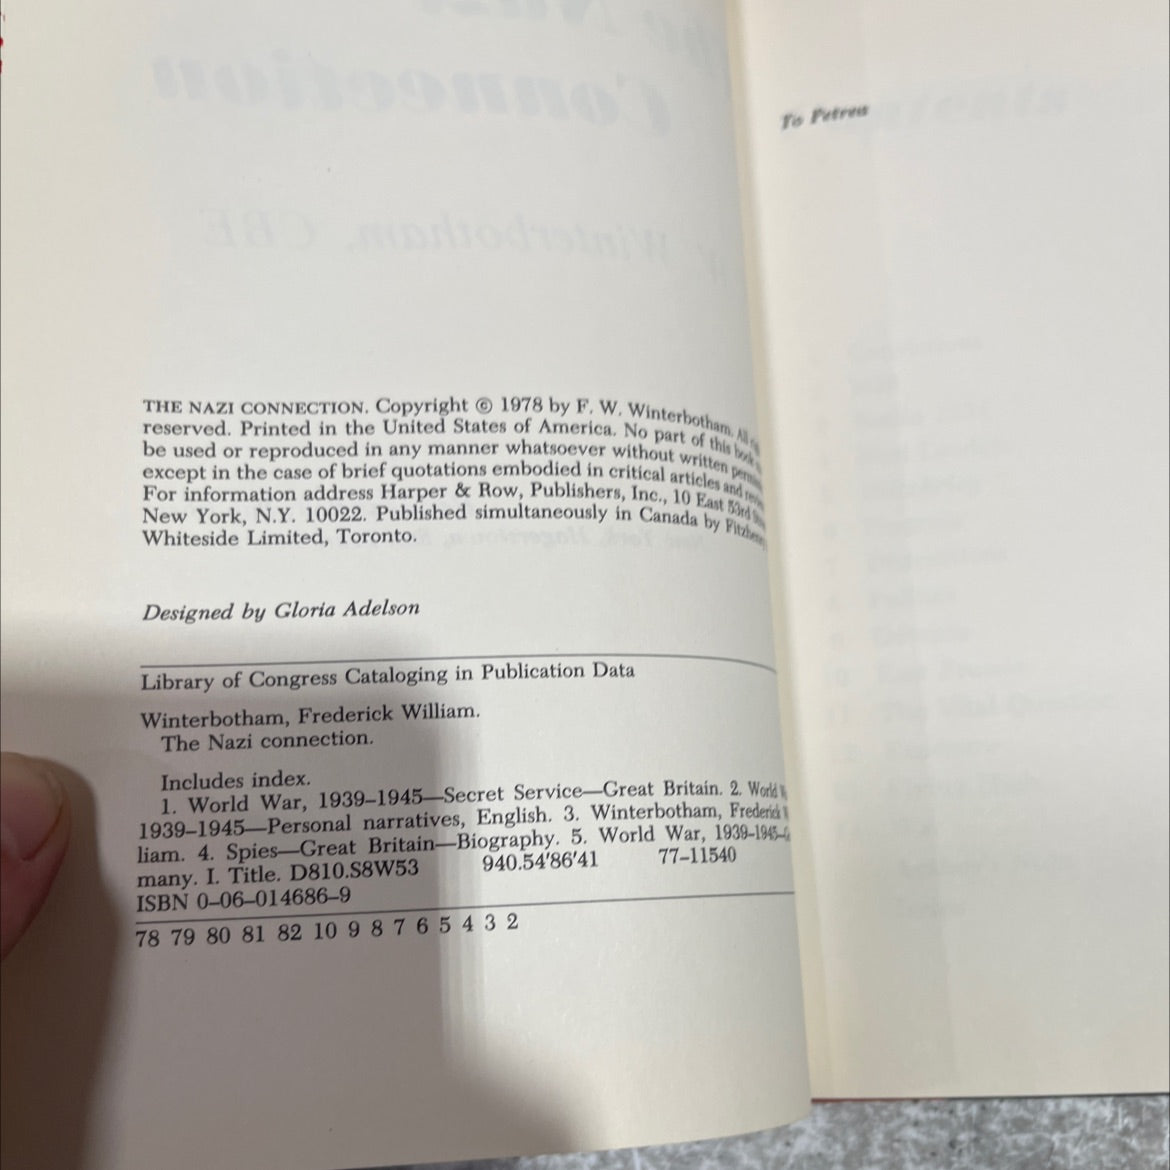 THE NAZI CONNECTION. Copyright © 1978 by F. W. Winterbotham. All
reserved. Printed in the United States of America. No part of this book
be used or reproduced in any manner whatsoever without written
except in the case of brief quotations embodied in critical articles and
For information address Harper & Row, Publishers, Inc., 10 East 53rd
New York, N.Y. 10022. Published simultaneously in Canada by
Whiteside Limited, Toronto.
Designed by Gloria Adelson
Library of Congress Cataloging in Publication Data
Winterbotham, Frederick William.
The Nazi connection.
Includes index.
1. World War, 1939–1945—Secret Service—Great Britain. 2. World
1939–1945—Personal narratives, English. 3. Winterbotham, Frederick
liam. 4. Spies—Great Britain—Biography. 5. World War, 1939–1945–
many. I. Title. D810.S8W53 940.54'86'41 77–11540
ISBN 0–06–014686–9
78 79 80 81 82 10 9 8 7 6 5 4 3 2
To Petrea